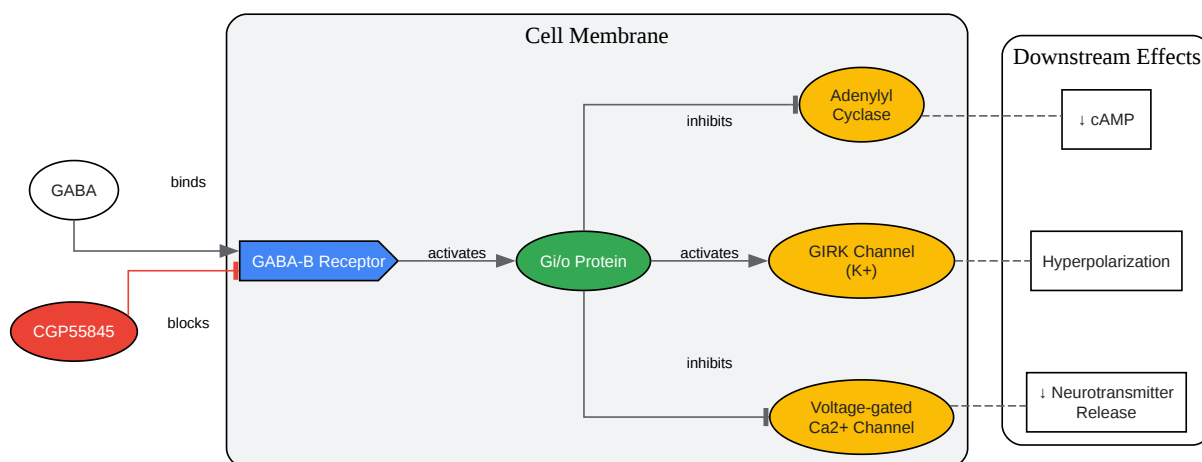 Cell Membrane
Downstream Effects
Adenylyl
Cyclase
↓ cAMP
inhibits
GABA
binds
GABA-B Receptor
activates
Gi/o Protein
activates
GIRK Channel
(K+)
Hyperpolarization
CGP55845
blocks
inhibits
Voltage-gated
Ca2+ Channel
↓ Neurotransmitter
Release